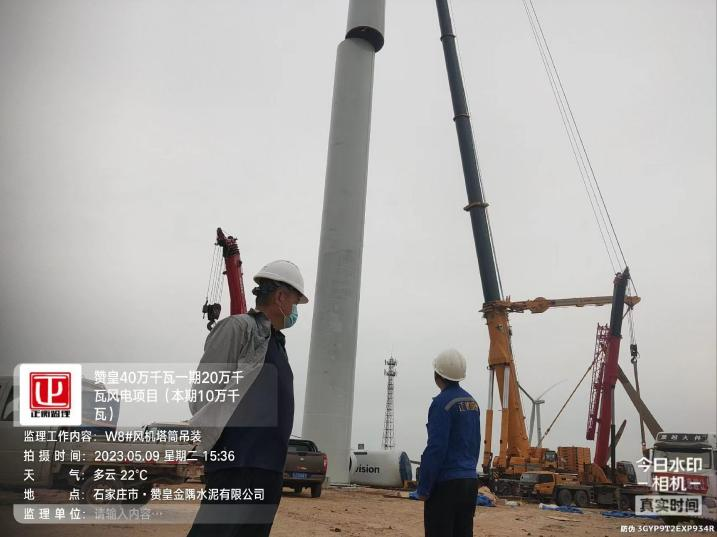 赞皇40万千瓦一期20万千
瓦风电项目（本期10万千
瓦）
监理工作内容： W8#风机塔筒吊装
拍摄时间： 2023.05.09 星期二 15:36
天气： 多云 22℃
地点： 石家庄市·赞皇金隅水泥有限公司
监理单位： 请输入内容…
vision
今日水印
相机
真实时间
防伪 3GYP9T2EXP934R